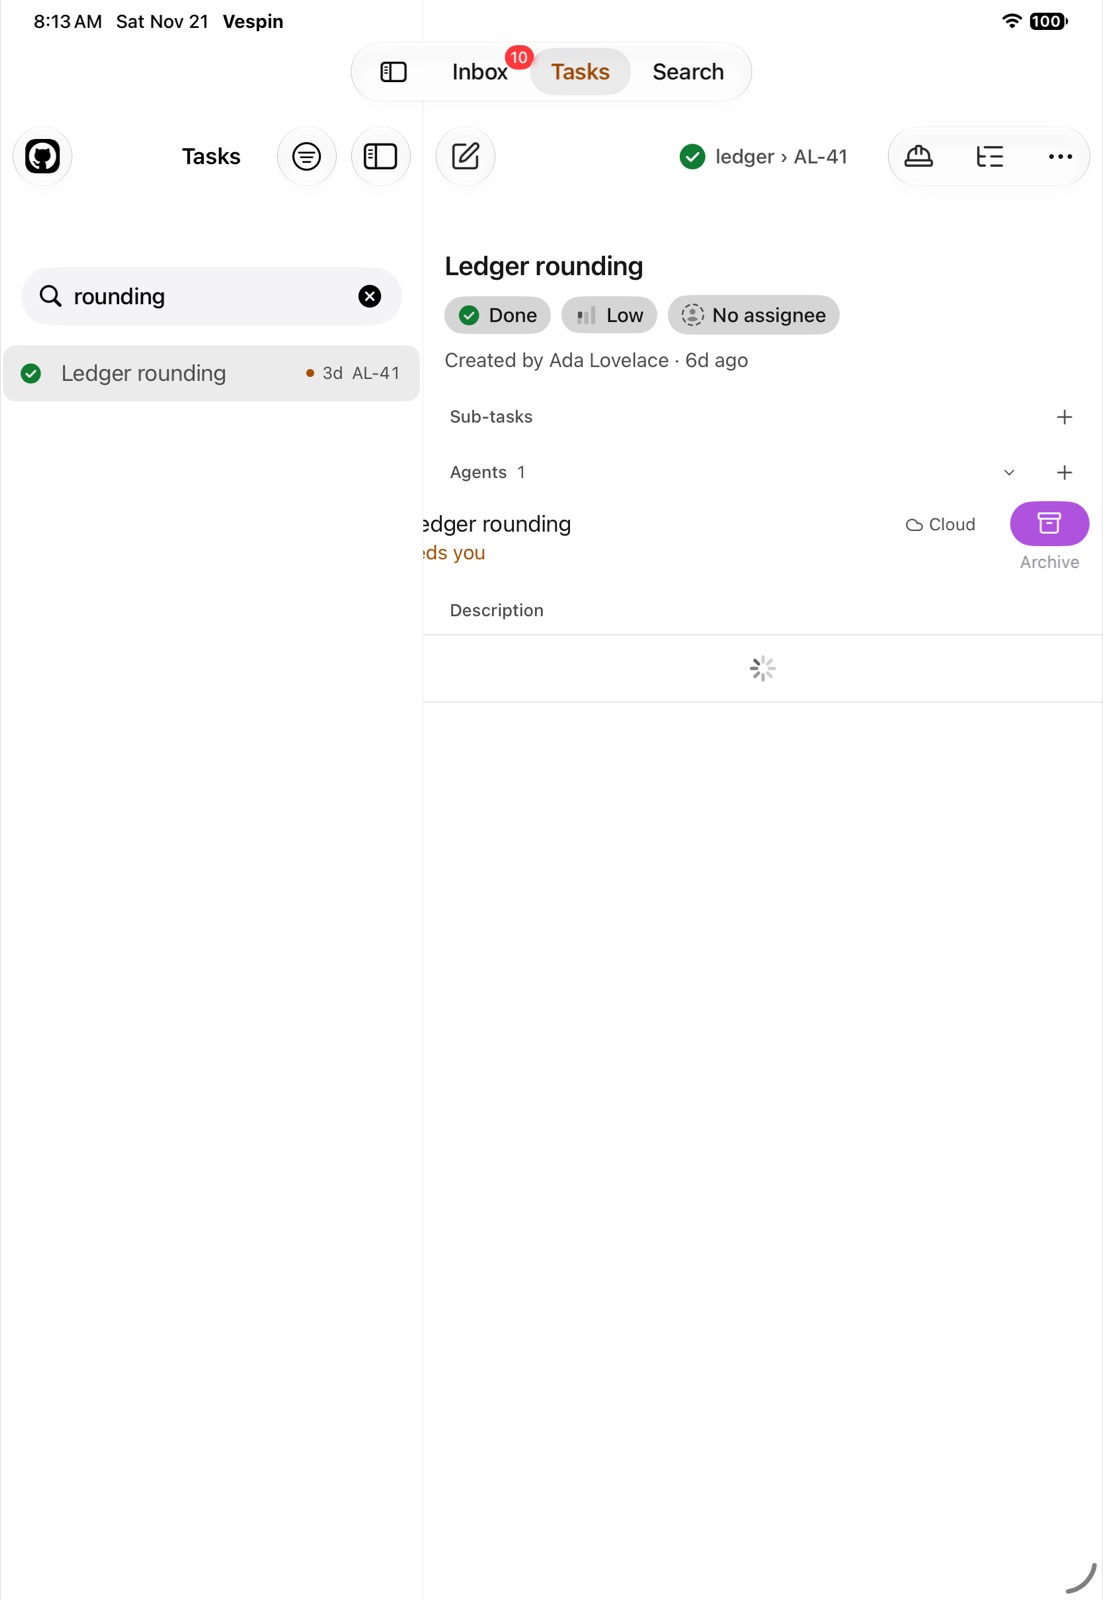 8:13 AM Sat Nov 21 Vespin
100
Inbox 10 Tasks Search
Tasks
ledger › AL-41
rounding
Ledger rounding 3d AL-41
Ledger rounding
Done Low No assignee
Created by Ada Lovelace · 6d ago
Sub-tasks
Agents 1
edger rounding Cloud
eds you
Archive
Description